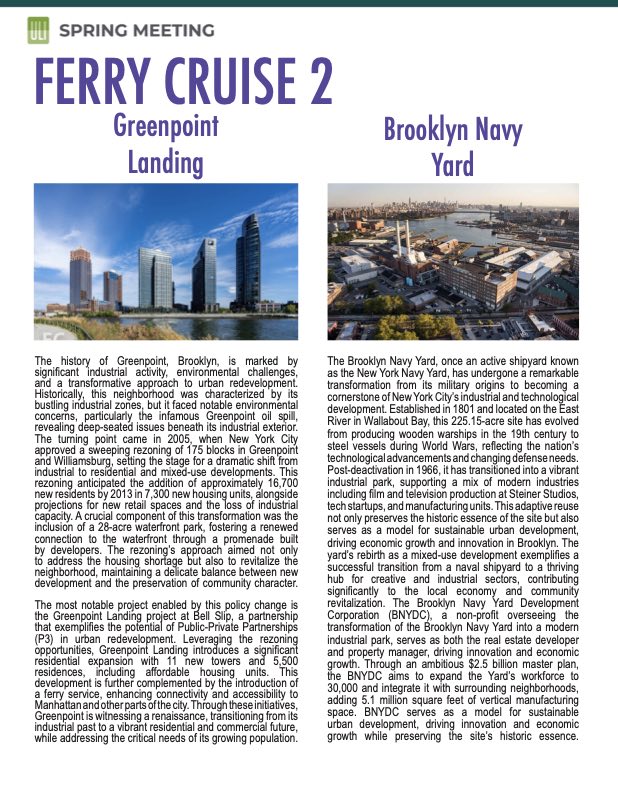 ULI SPRING MEETING
FERRY CRUISE 2
Greenpoint
Landing
The history of Greenpoint, Brooklyn, is marked by
significant industrial activity, environmental challenges,
and a transformative approach to urban redevelopment.
Historically, this neighborhood was characterized by its
bustling industrial zones, but it faced notable environmental
concerns, particularly the infamous Greenpoint oil spill,
revealing deep-seated issues beneath its industrial exterior.
The turning point came in 2005, when New York City
approved a sweeping rezoning of 175 blocks in Greenpoint
and Williamsburg, setting the stage for a dramatic shift from
industrial to residential and mixed-use developments. This
rezoning anticipated the addition of approximately 16,700
new residents by 2013 in 7,300 new housing units, alongside
projections for new retail spaces and the loss of industrial
capacity. A crucial component of this transformation was the
inclusion of a 28-acre waterfront park, fostering a renewed
connection to the waterfront through a promenade built
by developers. The rezoning's approach aimed not only
to address the housing shortage but also to revitalize the
neighborhood, maintaining a delicate balance between new
development and the preservation of community character.
The most notable project enabled by this policy change is
the Greenpoint Landing project at Bell Slip, a partnership
that exemplifies the potential of Public-Private Partnerships
(P3) in urban redevelopment. Leveraging the rezoning
opportunities, Greenpoint Landing introduces a significant
residential expansion with 11 new towers and 5,500
residences, including affordable housing units. This
development is further complemented by the introduction of
a ferry service, enhancing connectivity and accessibility to
Manhattan and other parts of the city. Through these initiatives,
Greenpoint is witnessing a renaissance, transitioning from its
industrial past to a vibrant residential and commercial future,
while addressing the critical needs of its growing population.
Brooklyn Navy
Yard
The Brooklyn Navy Yard, once an active shipyard known
as the New York Navy Yard, has undergone a remarkable
transformation from its military origins to becoming a
cornerstone of New York City's industrial and technological
development. Established in 1801 and located on the East
River in Wallabout Bay, this 225.15-acre site has evolved
from producing wooden warships in the 19th century to
steel vessels during World Wars, reflecting the nation's
technological advancements and changing defense needs.
Post-deactivation in 1966, it has transitioned into a vibrant
industrial park, supporting a mix of modern industries
including film and television production at Steiner Studios,
tech startups, and manufacturing units. This adaptive reuse
not only preserves the historic essence of the site but also
serves as a model for sustainable urban development,
driving economic growth and innovation in Brooklyn. The
yard's rebirth as a mixed-use development exemplifies a
successful transition from a naval shipyard to a thriving
hub for creative and industrial sectors, contributing
significantly to the local economy and community
revitalization. The Brooklyn Navy Yard Development
Corporation (BNYDC), a non-profit overseeing the
transformation of the Brooklyn Navy Yard into a modern
industrial park, serves as both the real estate developer
and property manager, driving innovation and economic
growth. Through an ambitious $2.5 billion master plan,
the BNYDC aims to expand the Yard's workforce to
30,000 and integrate it with surrounding neighborhoods,
adding 5.1 million square feet of vertical manufacturing
space. BNYDC serves as a model for sustainable
urban development, driving innovation and economic
growth while preserving the site's historic essence.